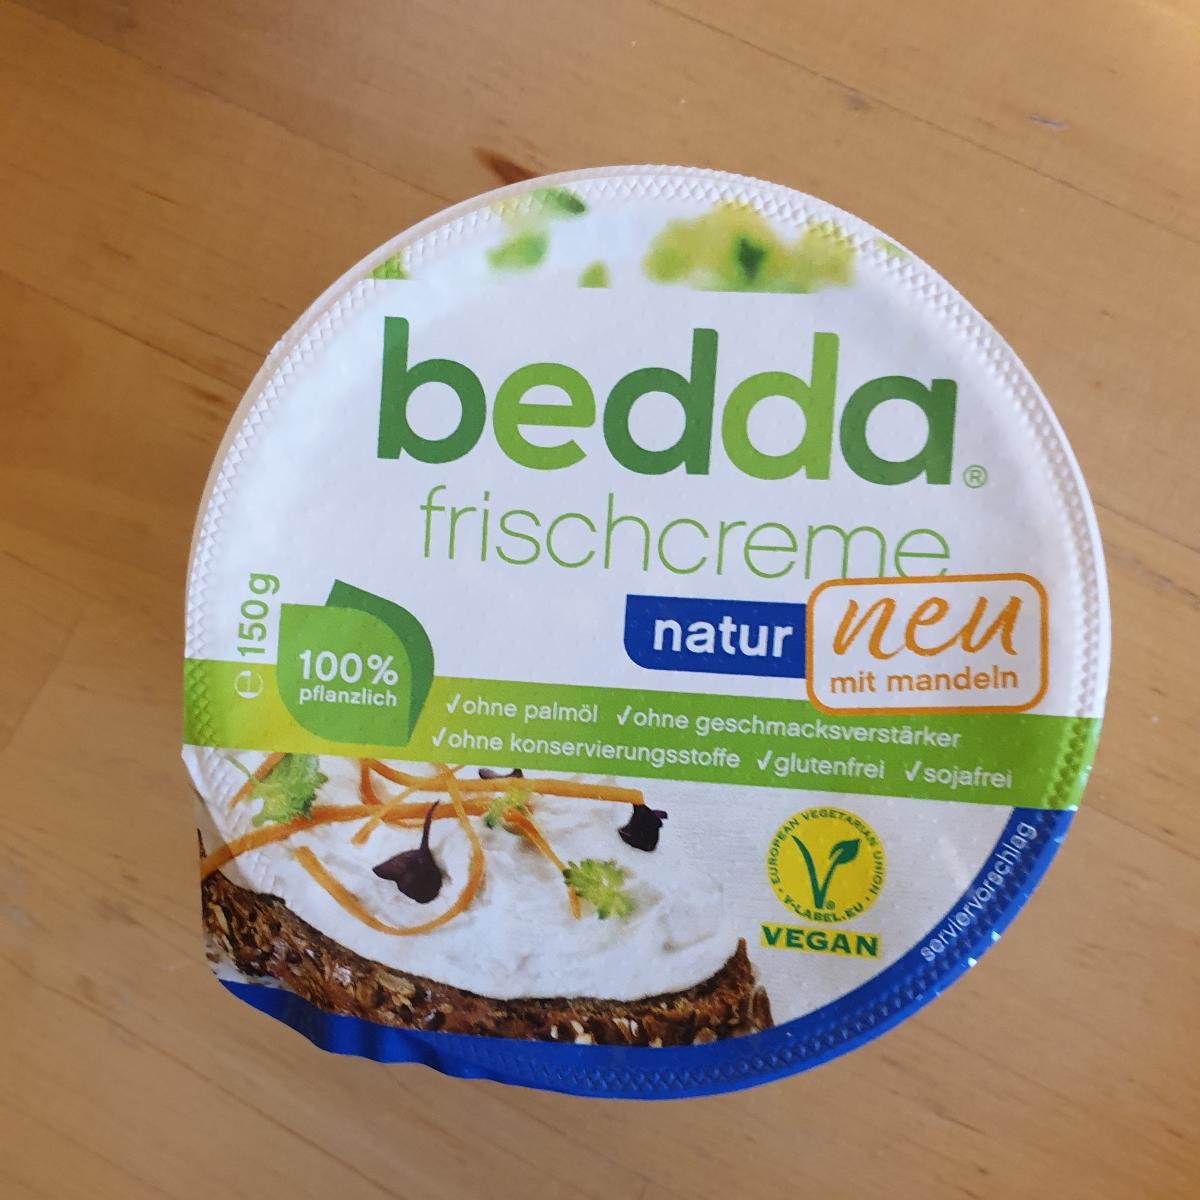 bedda®
frischcreme
natur
neu
mit mandeln
e 150g
100%
pflanzlich
✓ohne palmöl ✓ohne geschmacksverstärker
✓ohne konservierungsstoffe ✓glutenfrei ✓sojafrei
EUROPEAN VEGETARIAN UNION
V-LABEL.EU
VEGAN
serviervorschlag